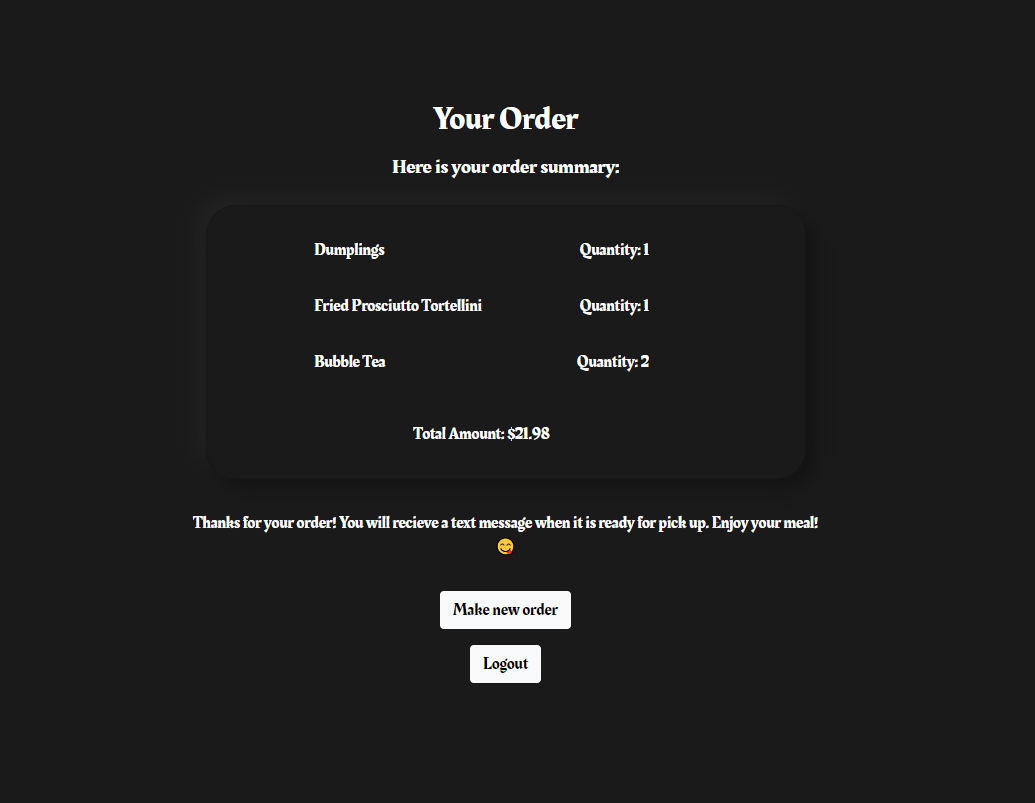 Your Order
Here is your order summary:
Dumplings Quantity: 1
Fried Prosciutto Tortellini Quantity: 1
Bubble Tea Quantity: 2
Total Amount: $21.98
Thanks for your order! You will recieve a text message when it is ready for pick up. Enjoy your meal!
😋
Make new order
Logout